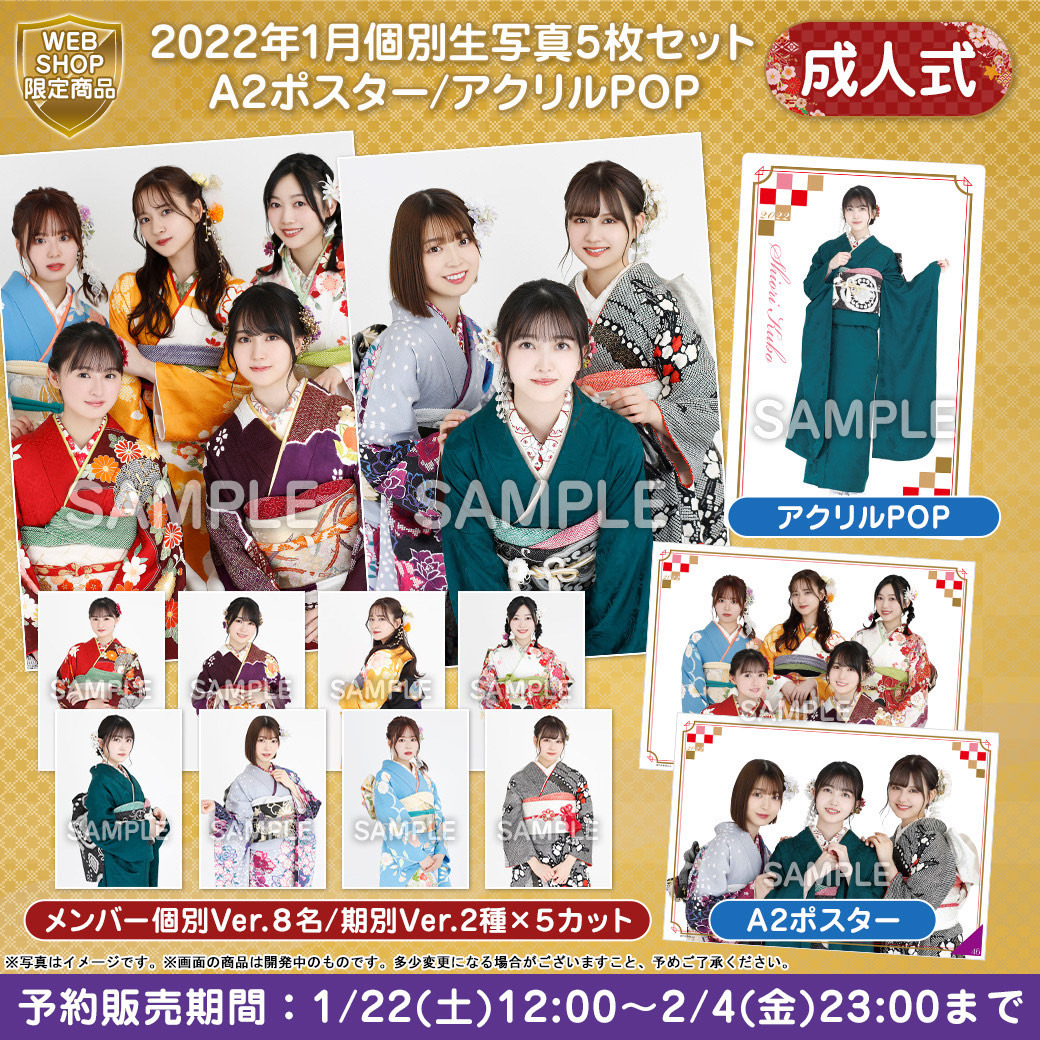 WEB
SHOP
限定商品
2022年1月個別生写真5枚セット
A2ポスター/アクリルPOP
成人式
2022
Shiori Kubo
SAMPLE
SAMPLE
SAMPLE
アクリルPOP
2022
SAMPLE
SAMPLE
SAMPLE
SAMPLE
SAMPLE
2022
SAMPLE
SAMPLE
SAMPLE
SAMPLE
SAMPLE
46
メンバー個別Ver.8名/期別Ver.2種×5カット
A2ポスター
※写真はイメージです。※画面の商品は開発中のものです。多少変更になる場合がございますこと、予めご了承ください。
予約販売期間：1/22(土)12:00～2/4(金)23:00まで